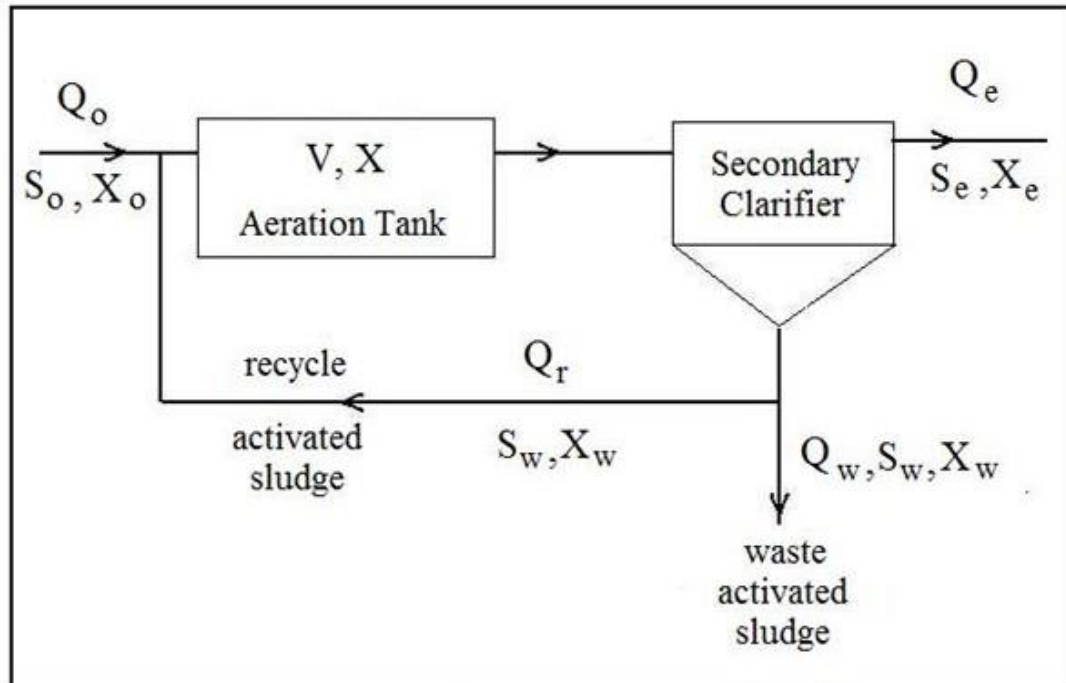 Qo
So, Xo
V, X
Aeration Tank
Secondary
Clarifier
Qe
Se, Xe
recycle
activated
sludge
Qr
Sw, Xw
Qw, Sw, Xw
waste
activated
sludge